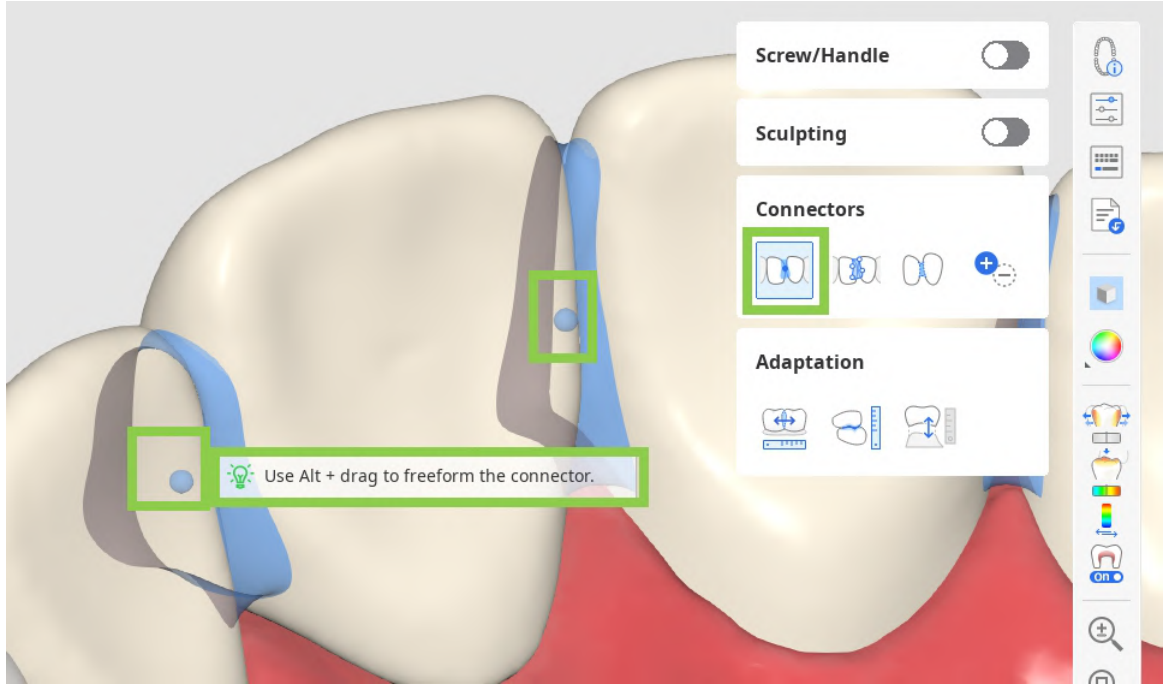 Screw/Handle
Sculpting
Connectors
Adaptation
Use Alt + drag to freeform the connector.
On